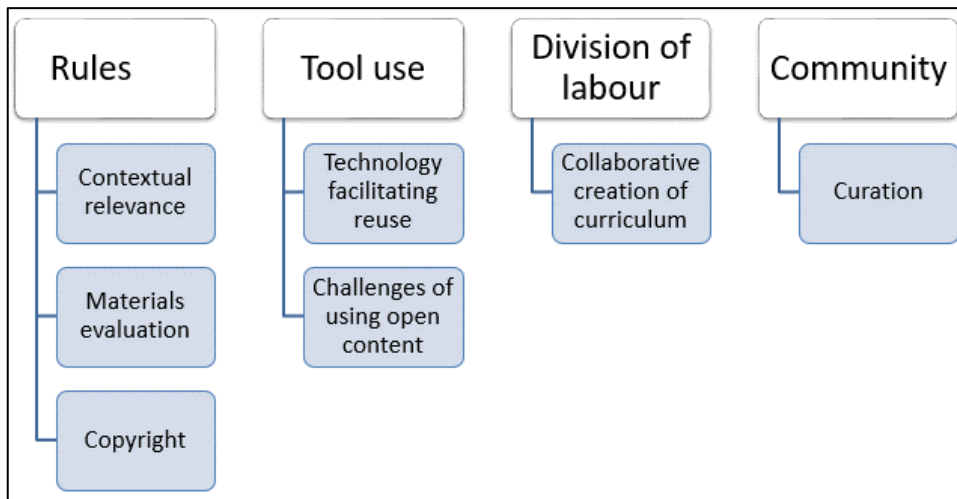 Rules
Contextual
relevance
Materials
evaluation
Copyright
Tool use
Technology
facilitating
reuse
Challenges of
using open
content
Division of
labour
Collaborative
creation of
curriculum
Community
Curation